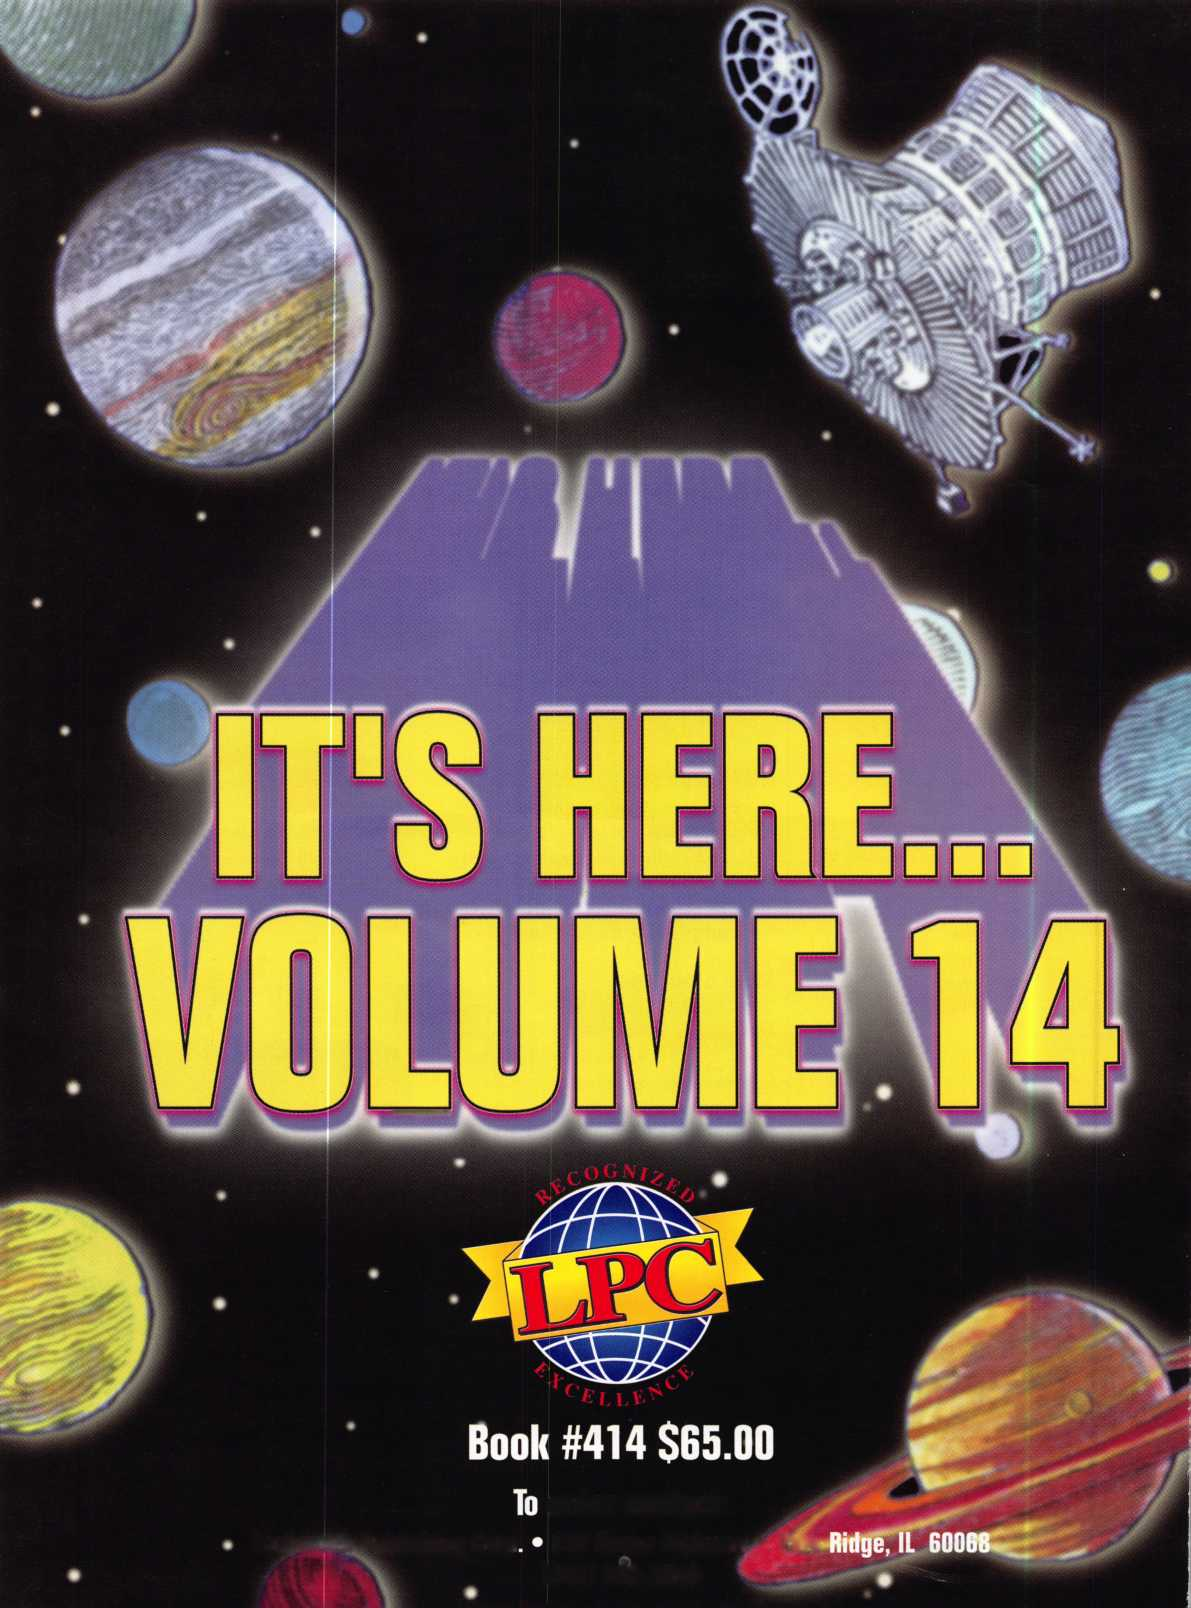 IT'S HERE...
VOLUME 14
RECOGNIZED
LPC
EXCELLENCE
Book #414 $65.00
To
. •
Ridge, IL 60068